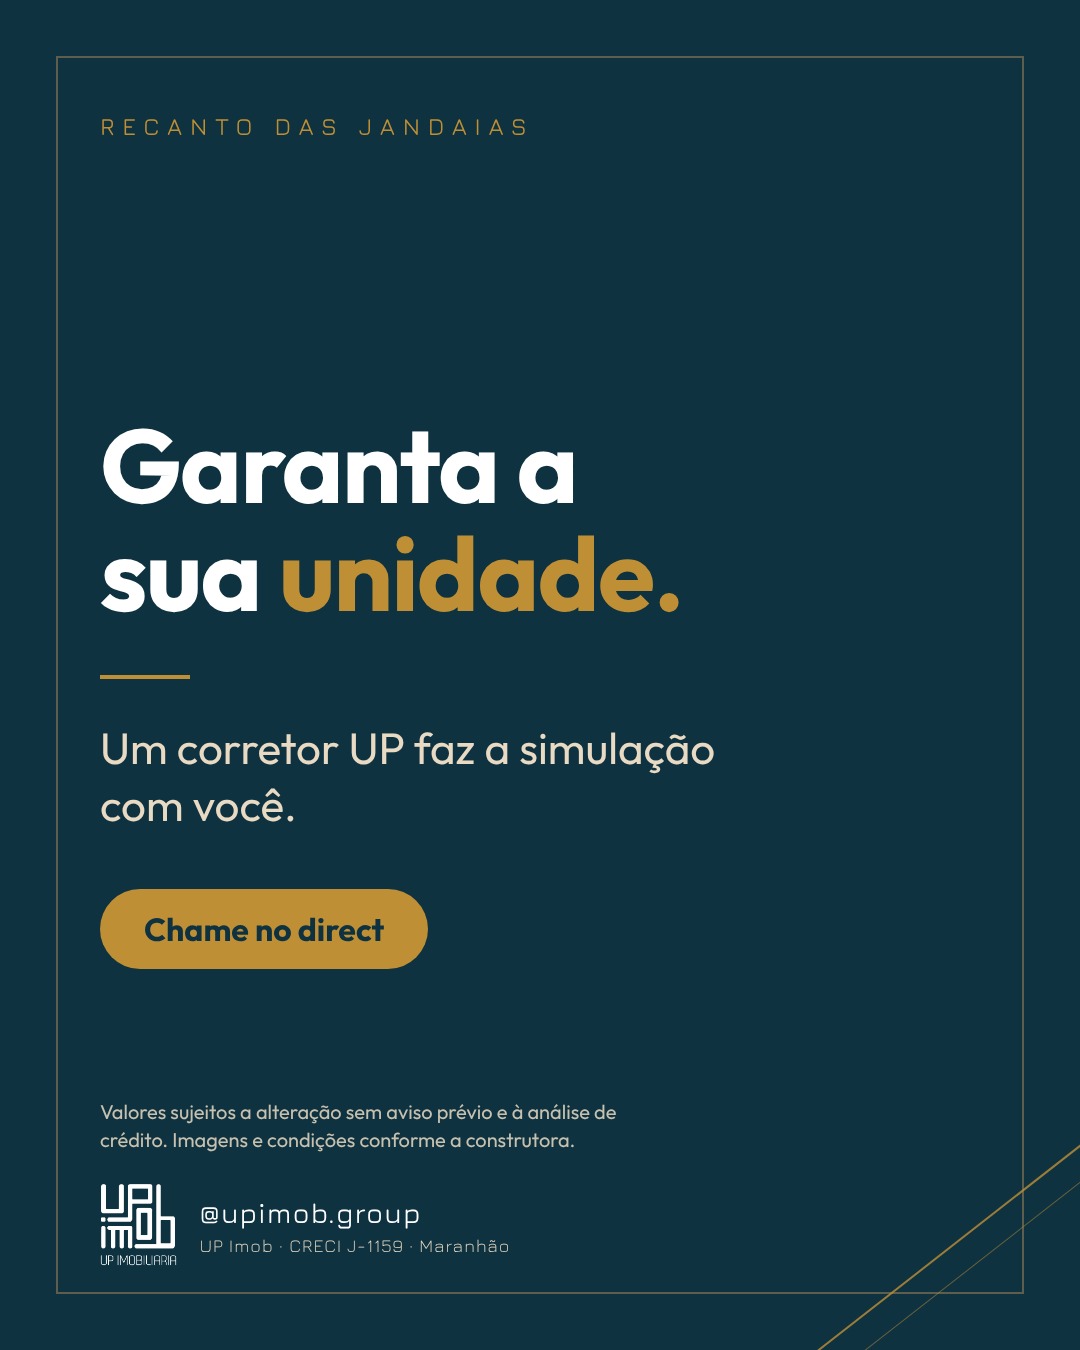 RECANTO DAS JANDAIAS
Garanta a
sua unidade.
Um corretor UP faz a simulação
com você.
Chame no direct
Valores sujeitos a alteração sem aviso prévio e à análise de
crédito. Imagens e condições conforme a construtora.
UP
imob
UP IMOBILIARIA
@upimob.group
UP Imob · CRECI J-1159 · Maranhão